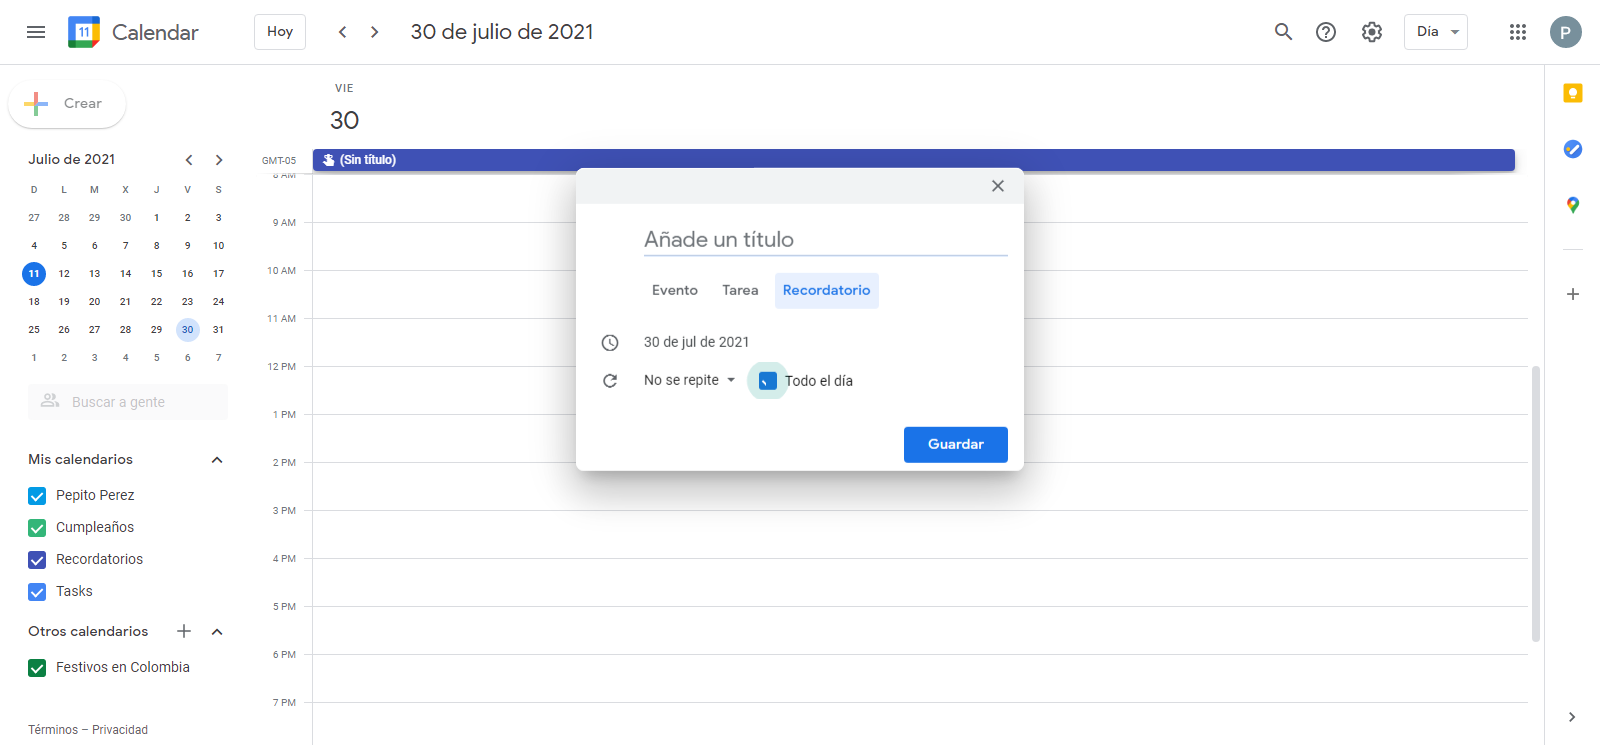 11 Calendar Hoy 30 de julio de 2021 Día P
Crear
Julio de 2021
D L M X J V S
27 28 29 30 1 2 3
4 5 6 7 8 9 10
11 12 13 14 15 16 17
18 19 20 21 22 23 24
25 26 27 28 29 30 31
1 2 3 4 5 6 7
Buscar a gente
Mis calendarios
Pepito Perez
Cumpleaños
Recordatorios
Tasks
Otros calendarios
Festivos en Colombia
Términos – Privacidad
VIE
30
GMT-05 (Sin título)
8 AM
9 AM
10 AM
11 AM
12 PM
1 PM
2 PM
3 PM
4 PM
5 PM
6 PM
7 PM
Añade un título
Evento Tarea Recordatorio
30 de jul de 2021
No se repite Todo el día
Guardar